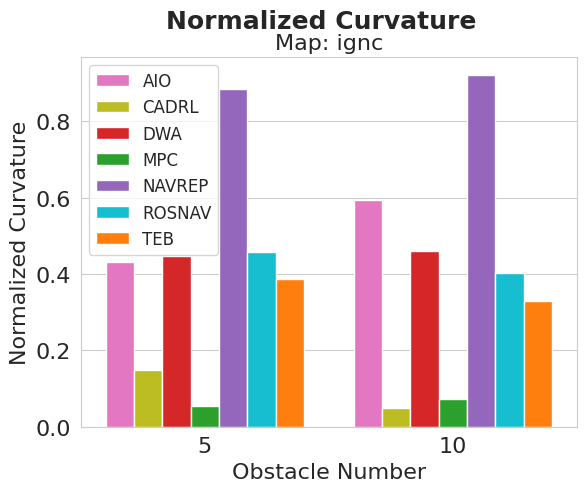 Normalized Curvature
Map: ignc
Normalized Curvature
0.8
0.6
0.4
0.2
0.0
AIO
CADRL
DWA
MPC
NAVREP
ROSNAV
TEB
5
10
Obstacle Number